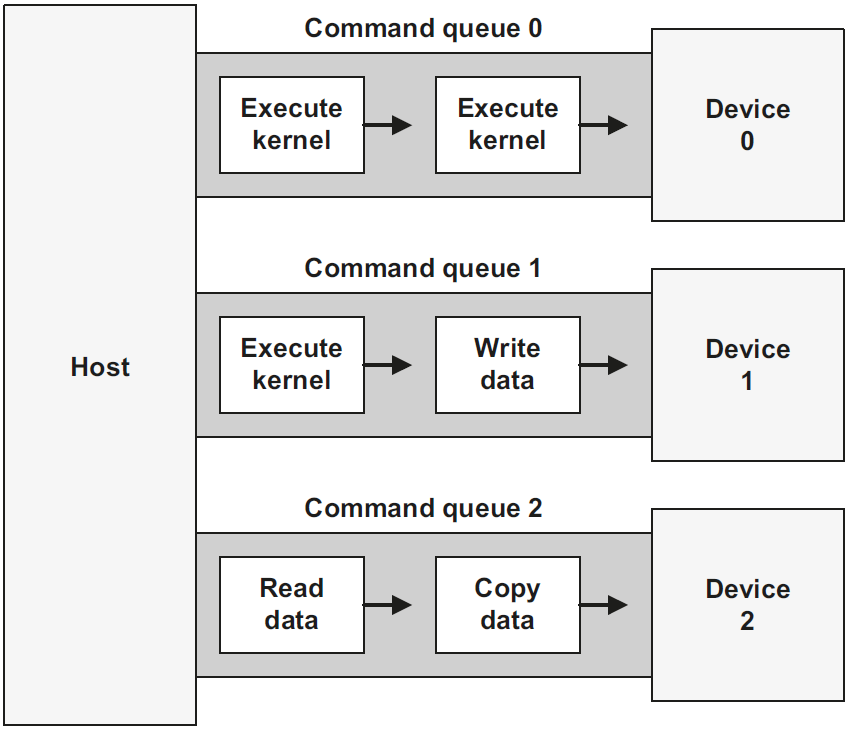 Command queue 0
Execute
kernel
Execute
kernel
Device
0
Command queue 1
Execute
kernel
Write
data
Device
1
Host
Command queue 2
Read
data
Copy
data
Device
2